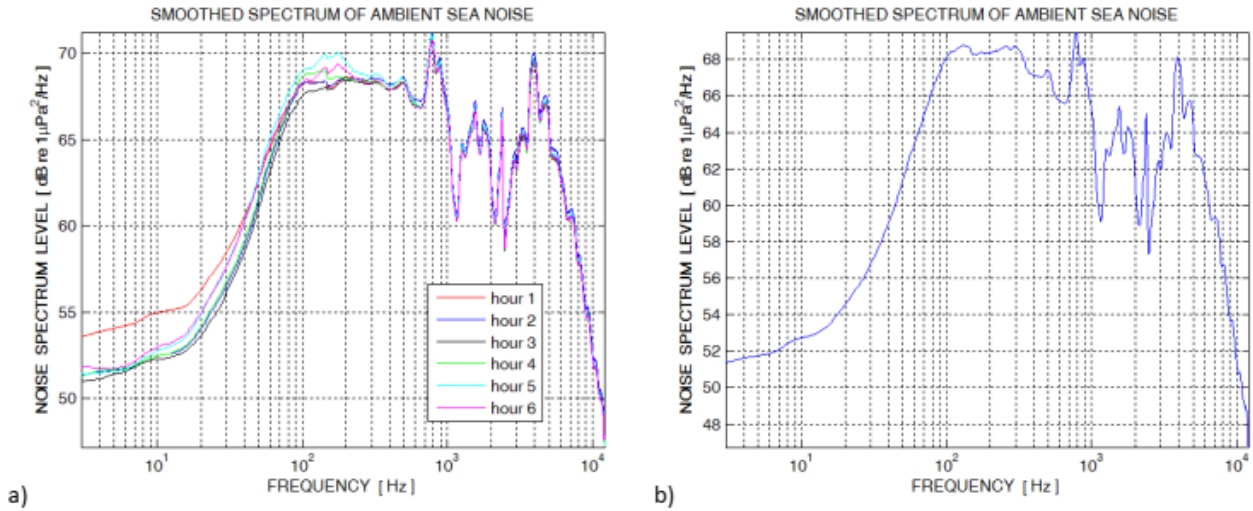 SMOOTHED SPECTRUM OF AMBIENT SEA NOISE
NOISE SPECTRUM LEVEL [ dB re 1µPa²/Hz]
70
65
60
55
50
hour 1
hour 2
hour 3
hour 4
hour 5
hour 6
10¹ 10² 10³ 10⁴
FREQUENCY [ Hz]
a)
SMOOTHED SPECTRUM OF AMBIENT SEA NOISE
NOISE SPECTRUM LEVEL [ dB re 1µPa²/Hz]
68
66
64
62
60
58
56
54
52
50
48
10¹ 10² 10³ 10⁴
FREQUENCY [ Hz]
b)